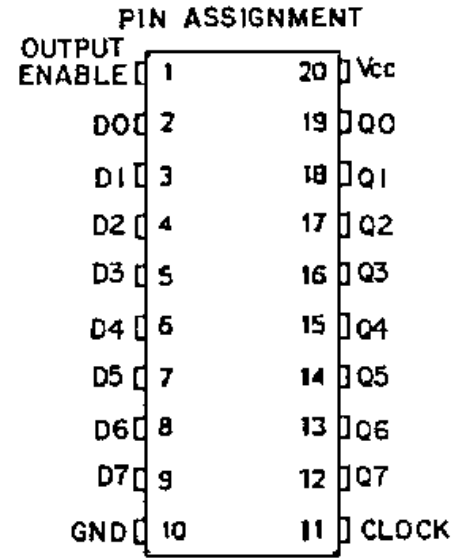 PIN ASSIGNMENT
OUTPUT
ENABLE 1 20 Vcc
D0 2 19 Q0
D1 3 18 Q1
D2 4 17 Q2
D3 5 16 Q3
D4 6 15 Q4
D5 7 14 Q5
D6 8 13 Q6
D7 9 12 Q7
GND 10 11 CLOCK